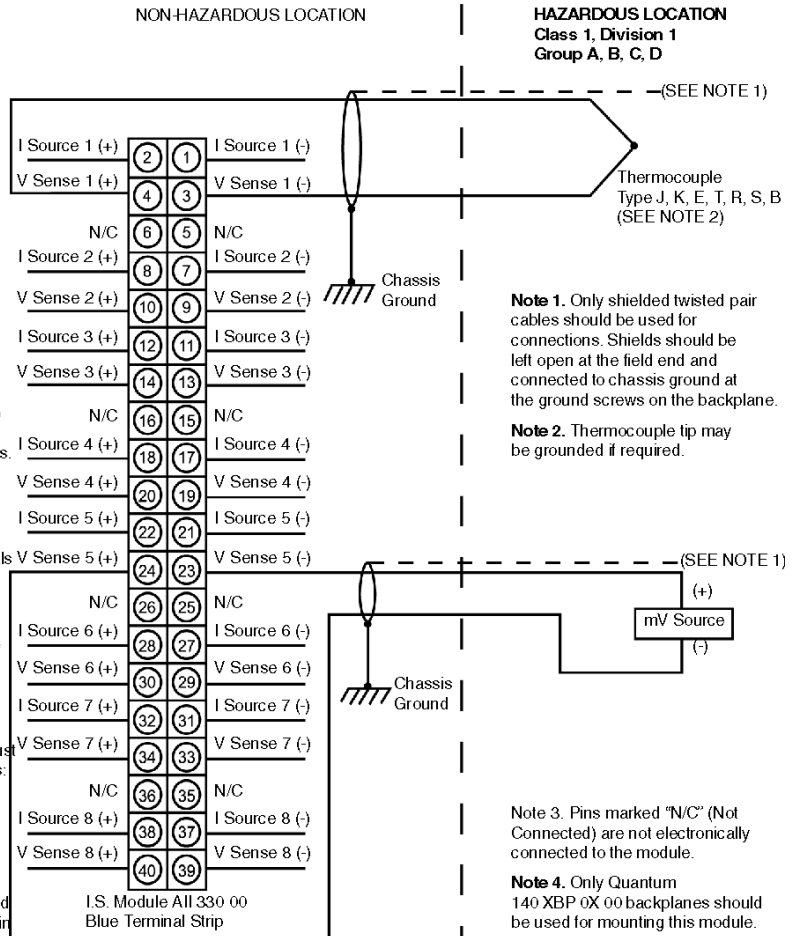 NON-HAZARDOUS LOCATION
HAZARDOUS LOCATION
Class 1, Division 1
Group A, B, C, D
(SEE NOTE 1)
I Source 1 (+) 2 1 I Source 1 (-)
V Sense 1 (+) 4 3 V Sense 1 (-)
Thermocouple
Type J, K, E, T, R, S, B
(SEE NOTE 2)
N/C 6 5 N/C
I Source 2 (+) 8 7 I Source 2 (-)
Chassis
Ground
V Sense 2 (+) 10 9 V Sense 2 (-)
I Source 3 (+) 12 11 I Source 3 (-)
V Sense 3 (+) 14 13 V Sense 3 (-)
Note 1. Only shielded twisted pair
cables should be used for
connections. Shields should be
left open at the field end and
connected to chassis ground at
the ground screws on the backplane.
N/C 16 15 N/C
Note 2. Thermocouple tip may
be grounded if required.
s. I Source 4 (+) 18 17 I Source 4 (-)
V Sense 4 (+) 20 19 V Sense 4 (-)
I Source 5 (+) 22 21 I Source 5 (-)
ls V Sense 5 (+) 24 23 V Sense 5 (-)
(SEE NOTE 1)
(+)
mV Source
(-)
N/C 26 25 N/C
I Source 6 (+) 28 27 I Source 6 (-)
V Sense 6 (+) 30 29 V Sense 6 (-)
Chassis
Ground
I Source 7 (+) 32 31 I Source 7 (-)
ust V Sense 7 (+) 34 33 V Sense 7 (-)
s:
N/C 36 35 N/C
I Source 8 (+) 38 37 I Source 8 (-)
V Sense 8 (+) 40 39 V Sense 8 (-)
Note 3. Pins marked “N/C” (Not
Connected) are not electronically
connected to the module.
Note 4. Only Quantum
140 XBP 0X 00 backplanes should
be used for mounting this module.
d I.S. Module AII 330 00
in Blue Terminal Strip